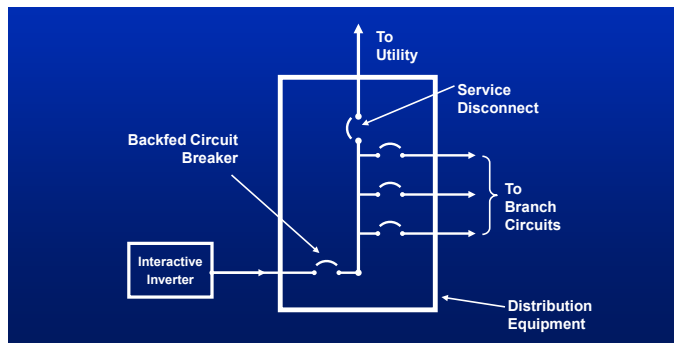 To
Utility
Service
Disconnect
Backfed Circuit
Breaker
To
Branch
Circuits
Interactive
Inverter
Distribution
Equipment